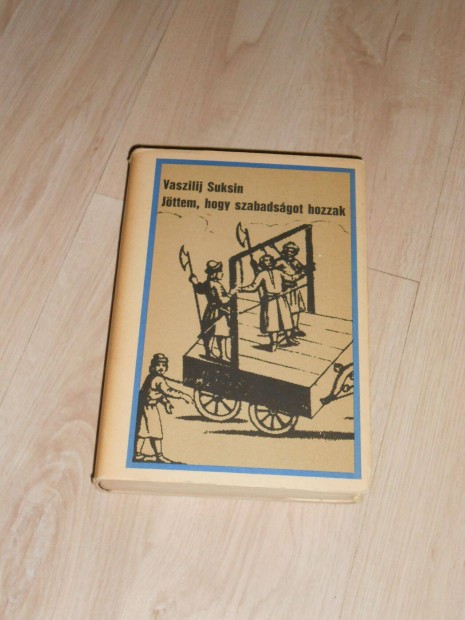 Vaszilij Suksin
Jöttem, hogy szabadságot hozzak